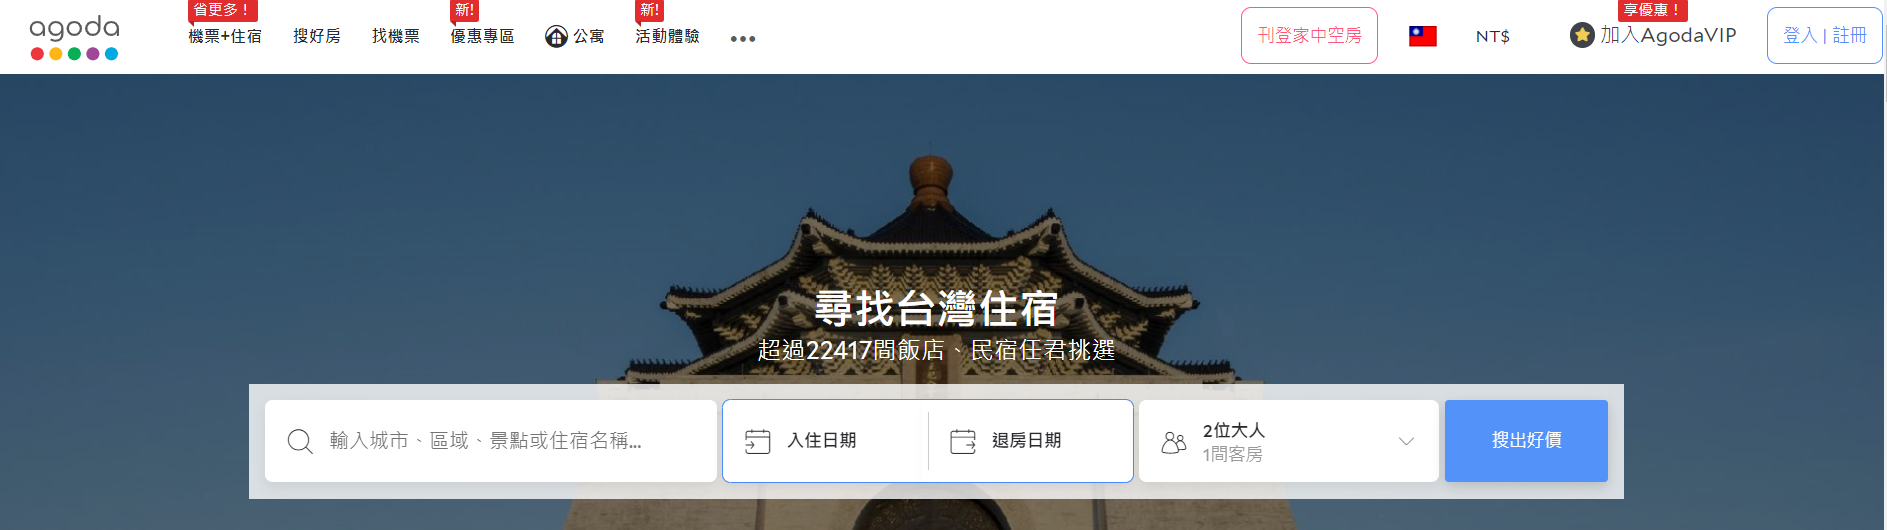 agoda
省更多！
機票+住宿
搜好房
找機票
新!
優惠專區
公寓
新!
活動體驗
刊登家中空房
NT$
享優惠！
加入AgodaVIP
登入 | 註冊
尋找台灣住宿
超過22417間飯店、民宿任君挑選
輸入城市、區域、景點或住宿名稱...
入住日期
退房日期
2位大人
1間客房
搜出好價